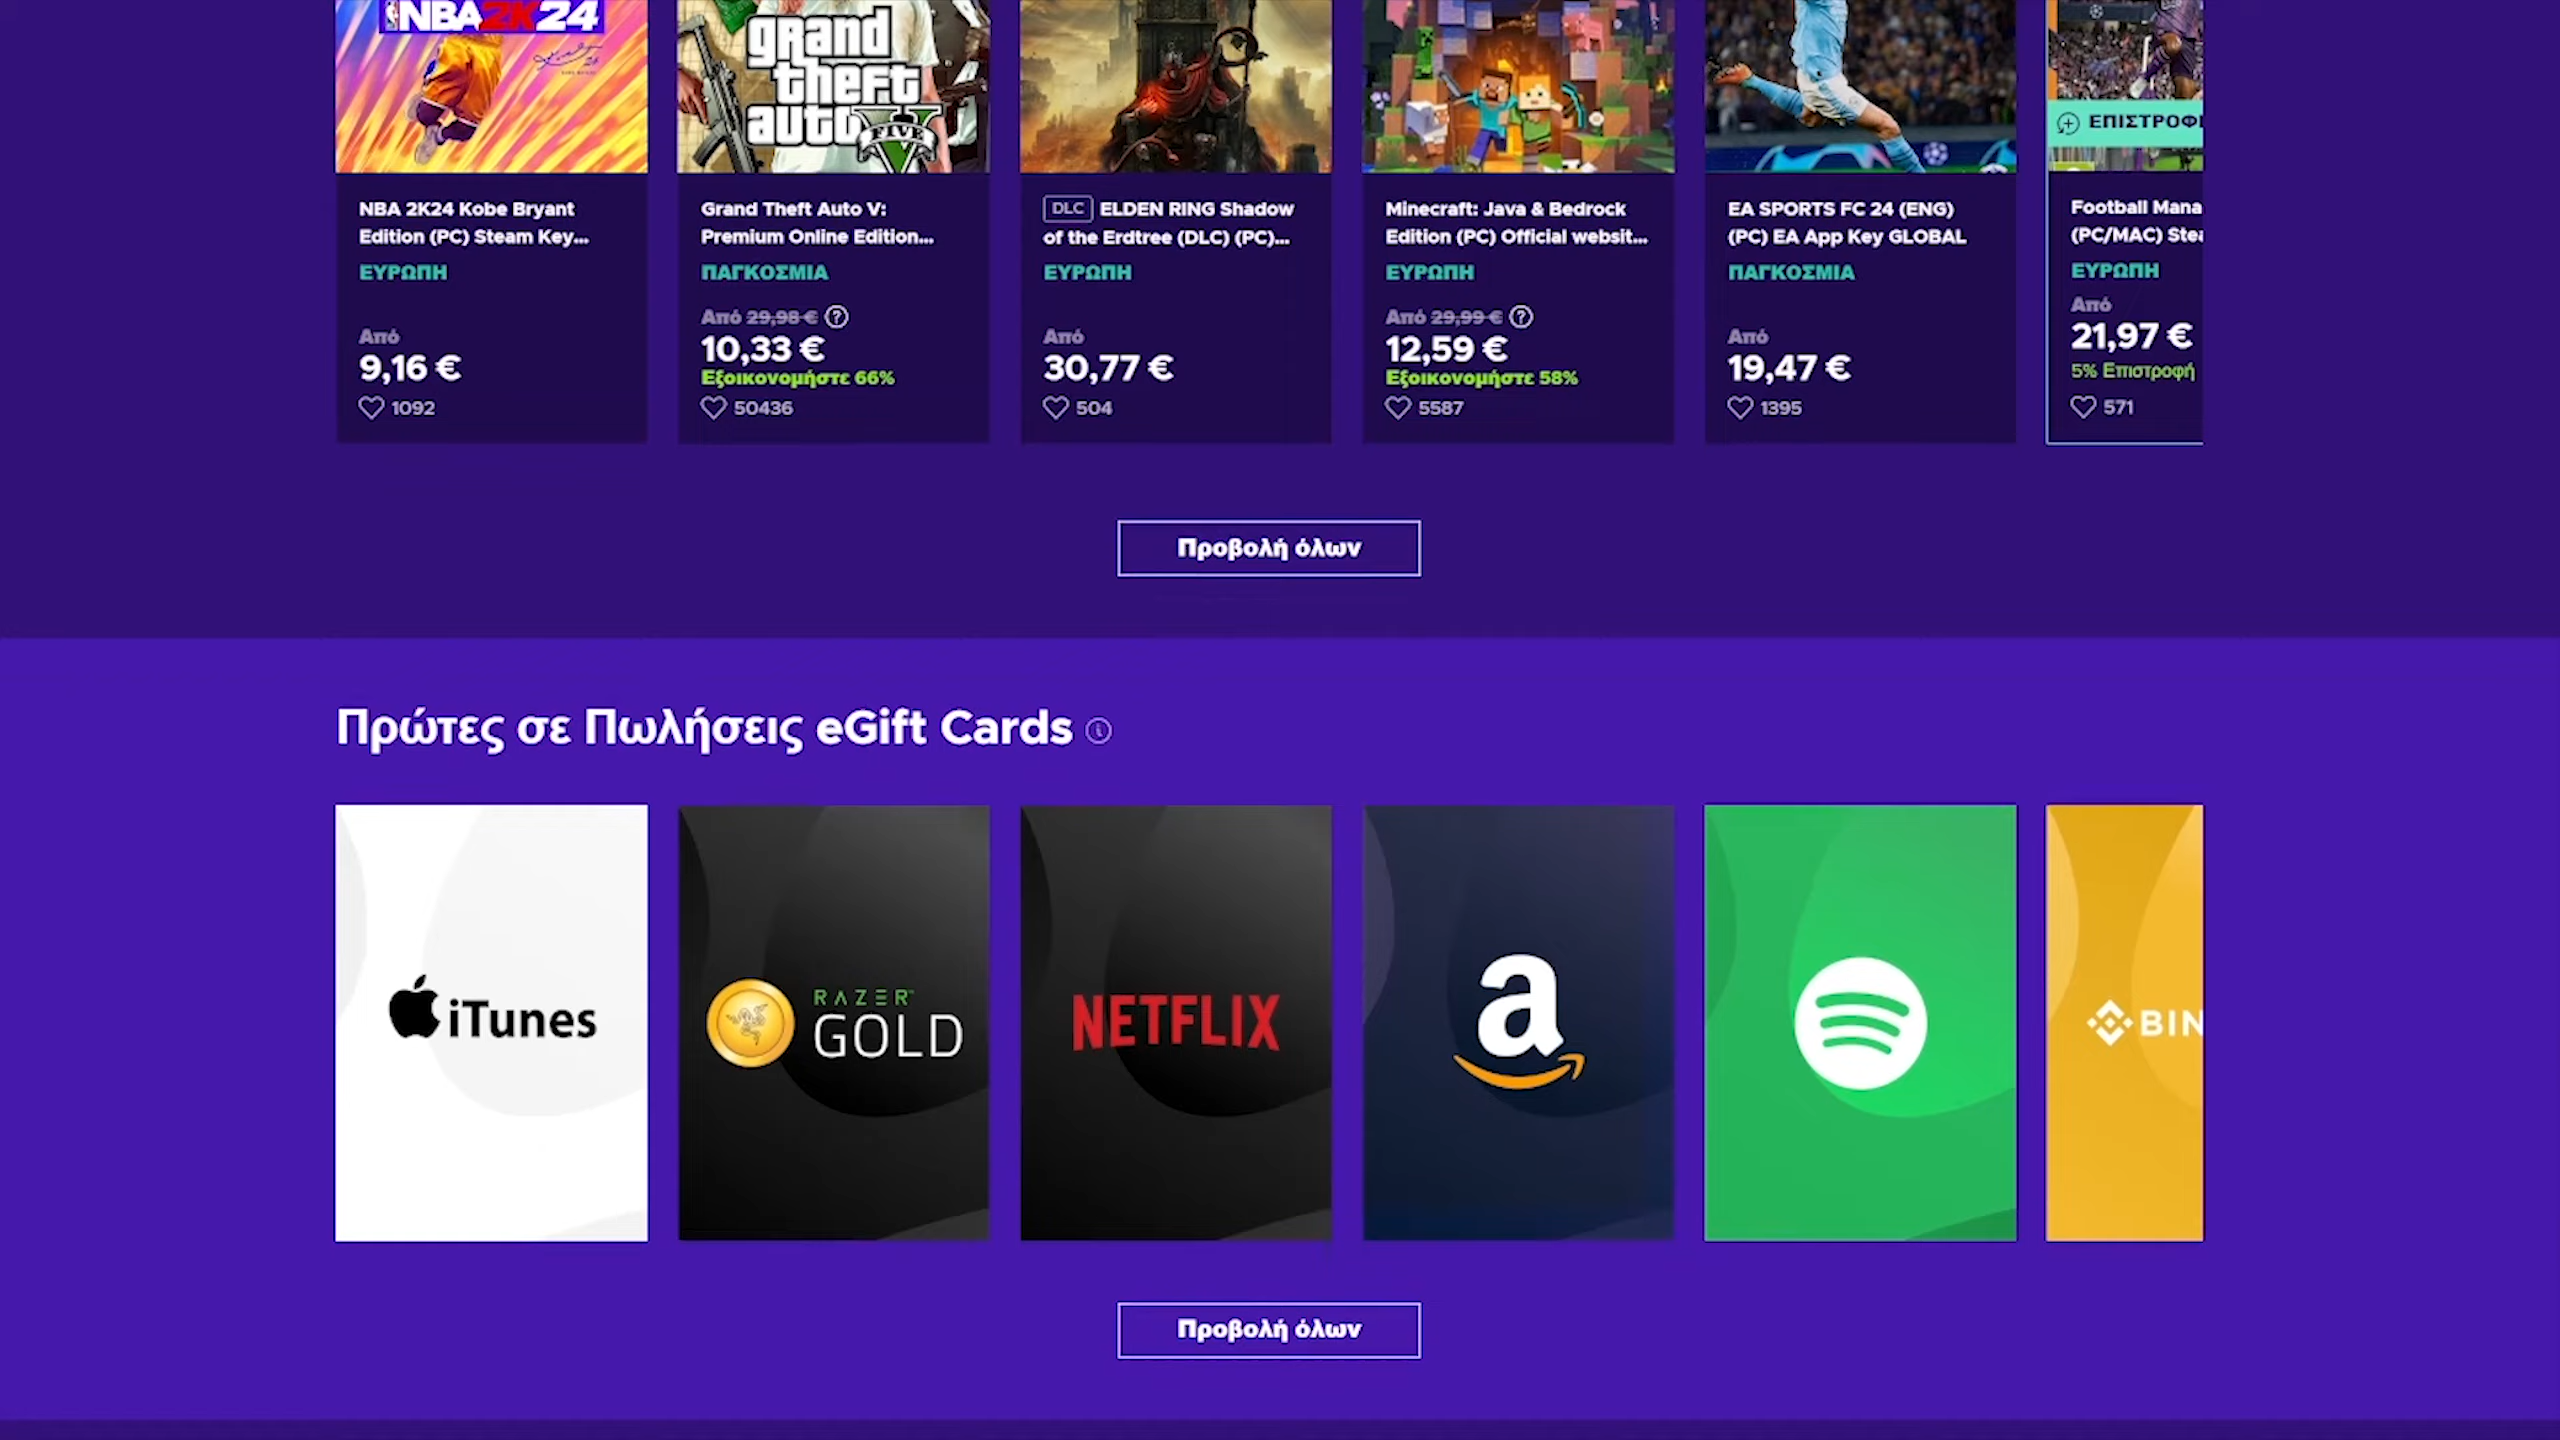 NBA2K24
grand
theft
auto
FIVE
ΕΠΙΣΤΡΟΦ
NBA 2K24 Kobe Bryant
Edition (PC) Steam Key...
ΕΥΡΩΠΗ
Από
9,16 €
1092
Grand Theft Auto V:
Premium Online Edition...
ΠΑΓΚΟΣΜΙΑ
Από 29,98 € ?
10,33 €
Εξοικονομήστε 66%
50436
DLC ELDEN RING Shadow
of the Erdtree (DLC) (PC)...
ΕΥΡΩΠΗ
Από
30,77 €
504
Minecraft: Java & Bedrock
Edition (PC) Official websit...
ΕΥΡΩΠΗ
Από 29,99 € ?
12,59 €
Εξοικονομήστε 58%
5587
EA SPORTS FC 24 (ENG)
(PC) EA App Key GLOBAL
ΠΑΓΚΟΣΜΙΑ
Από
19,47 €
1395
Football Mana
(PC/MAC) Stea
ΕΥΡΩΠΗ
Από
21,97 €
5% Επιστροφή
571
Προβολή όλων
Πρώτες σε Πωλήσεις eGift Cards
iTunes
RAZER
GOLD
NETFLIX
a
BIN
Προβολή όλων